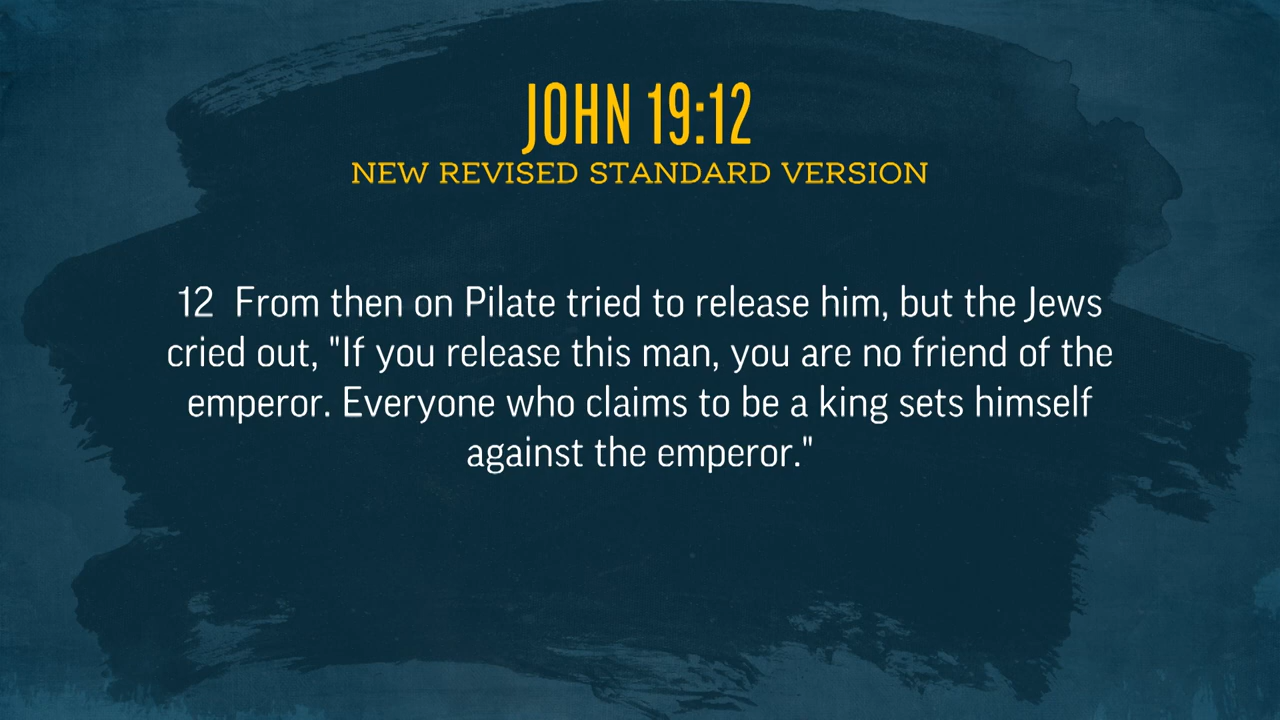 JOHN 19:12
NEW REVISED STANDARD VERSION
12 From then on Pilate tried to release him, but the Jews
cried out, "If you release this man, you are no friend of the
emperor. Everyone who claims to be a king sets himself
against the emperor."